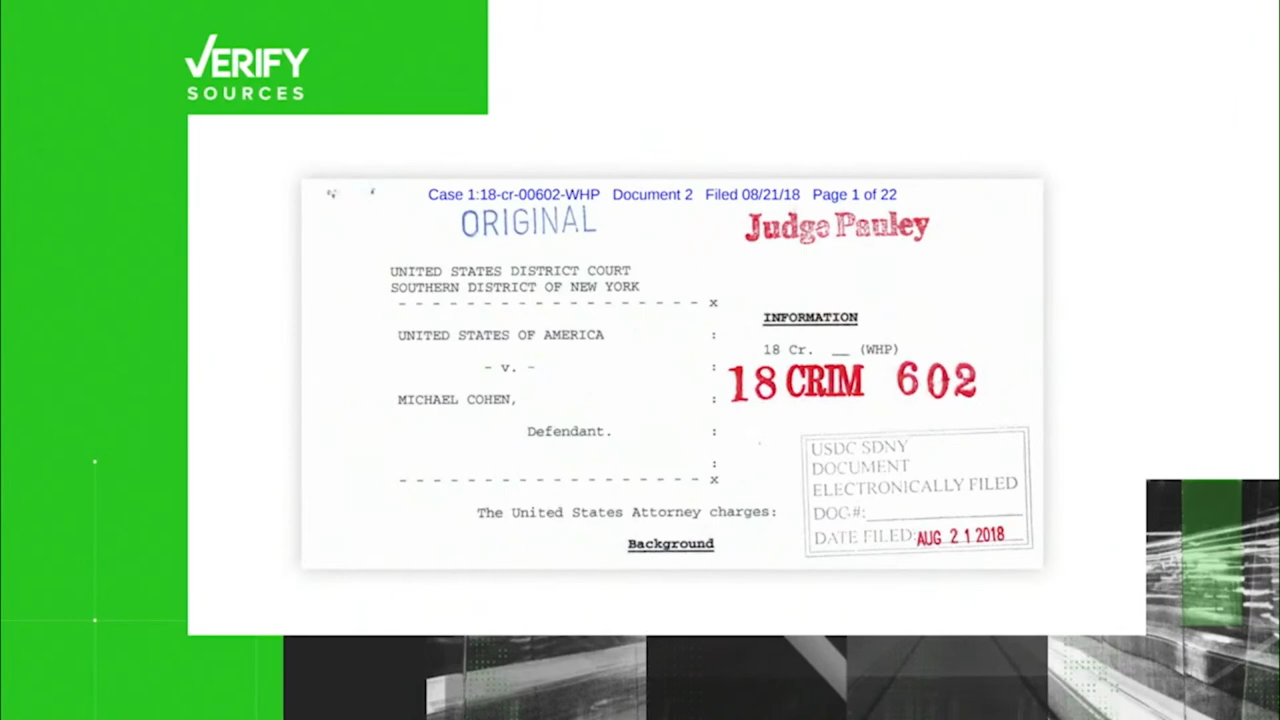 VERIFY
SOURCES
Case 1:18-cr-00602-WHP Document 2 Filed 08/21/18 Page 1 of 22
ORIGINAL
Judge Pauley
UNITED STATES DISTRICT COURT
SOUTHERN DISTRICT OF NEW YORK
- - - - - - - - - - - - - - - - - - x
INFORMATION
UNITED STATES OF AMERICA :
18 Cr. __ (WHP)
- v. - :
18 CRIM 602
MICHAEL COHEN, :
Defendant. :
:
- - - - - - - - - - - - - - - - - - x
USDC SDNY
DOCUMENT
ELECTRONICALLY FILED
DOC #:
DATE FILED: AUG 21 2018
The United States Attorney charges:
Background